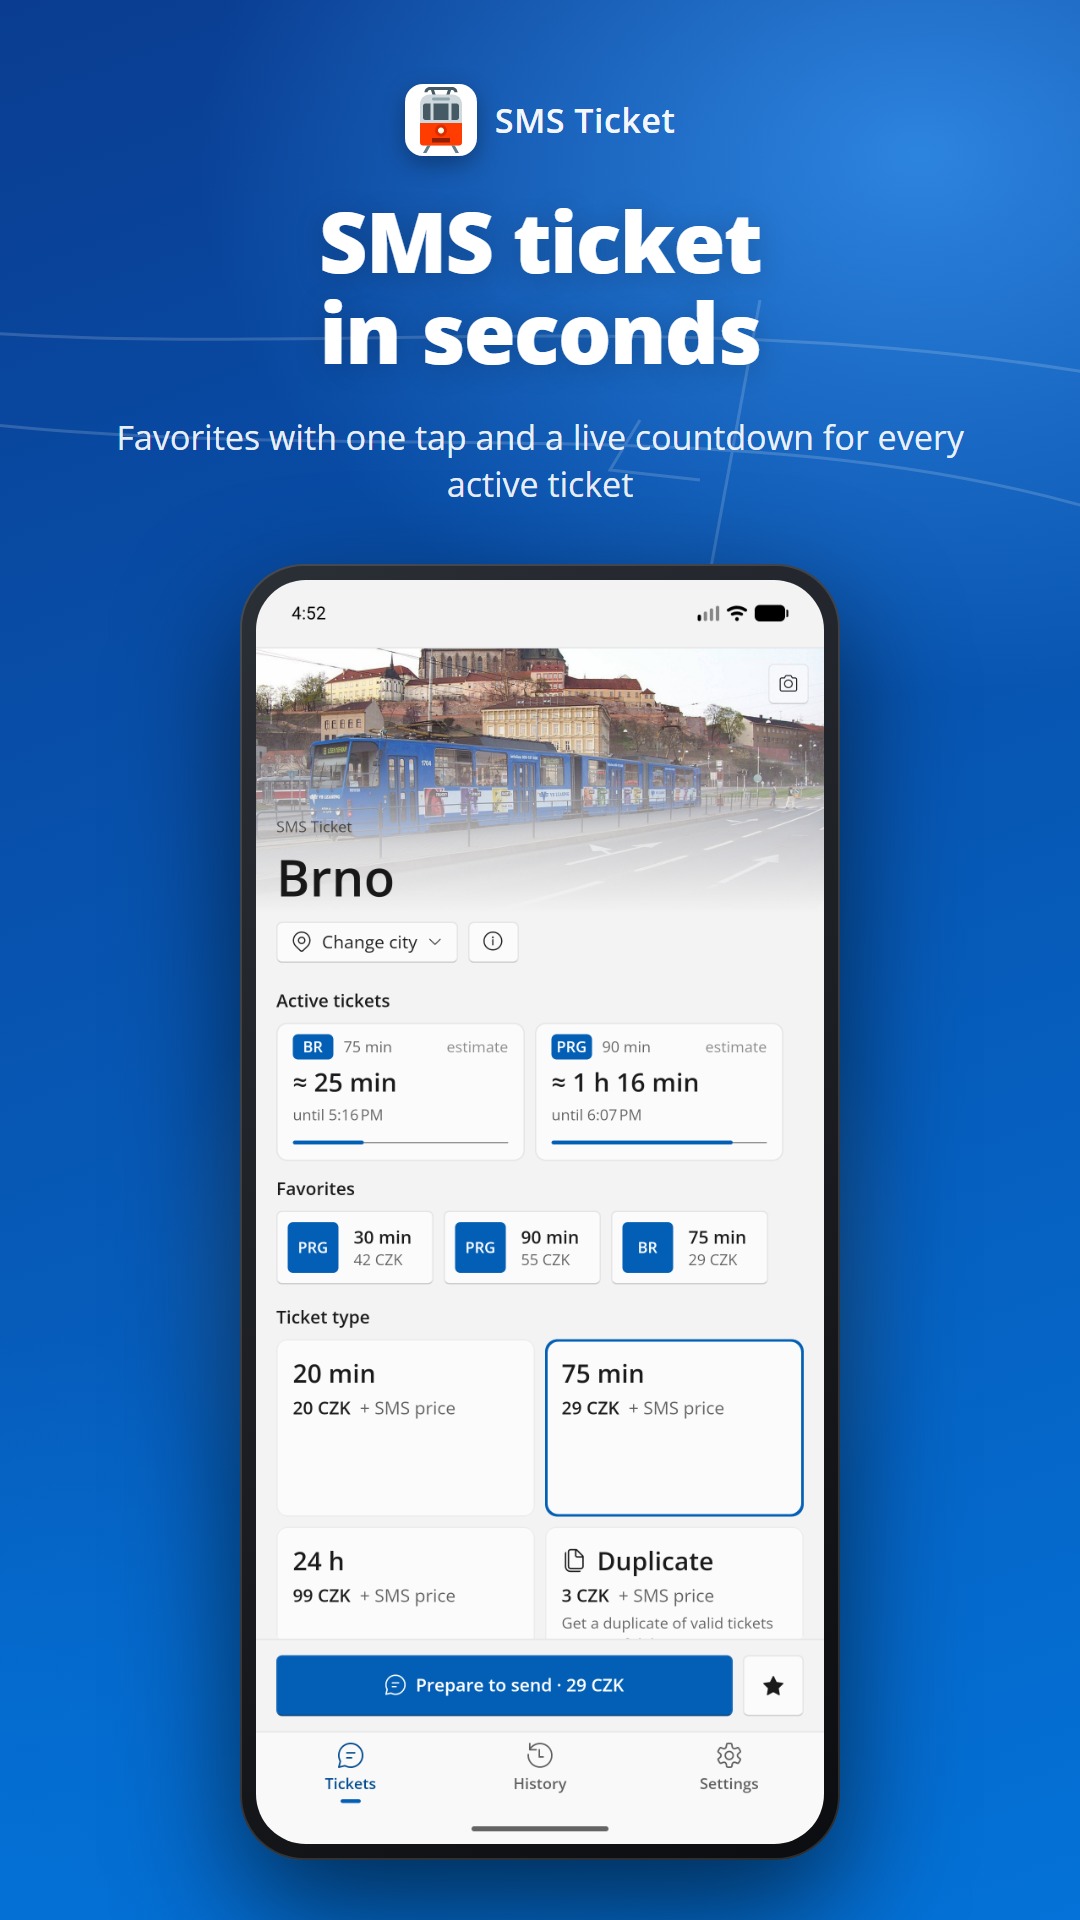 SMS Ticket
SMS ticket
in seconds
Favorites with one tap and a live countdown for every
active ticket
4:52
SMS Ticket
Brno
Change city
Active tickets
BR 75 min estimate
≈ 25 min
until 5:16 PM
PRG 90 min estimate
≈ 1 h 16 min
until 6:07 PM
Favorites
PRG 30 min
42 CZK
PRG 90 min
55 CZK
BR 75 min
29 CZK
Ticket type
20 min
20 CZK + SMS price
75 min
29 CZK + SMS price
24 h
99 CZK + SMS price
Duplicate
3 CZK + SMS price
Get a duplicate of valid tickets
Prepare to send · 29 CZK
Tickets
History
Settings